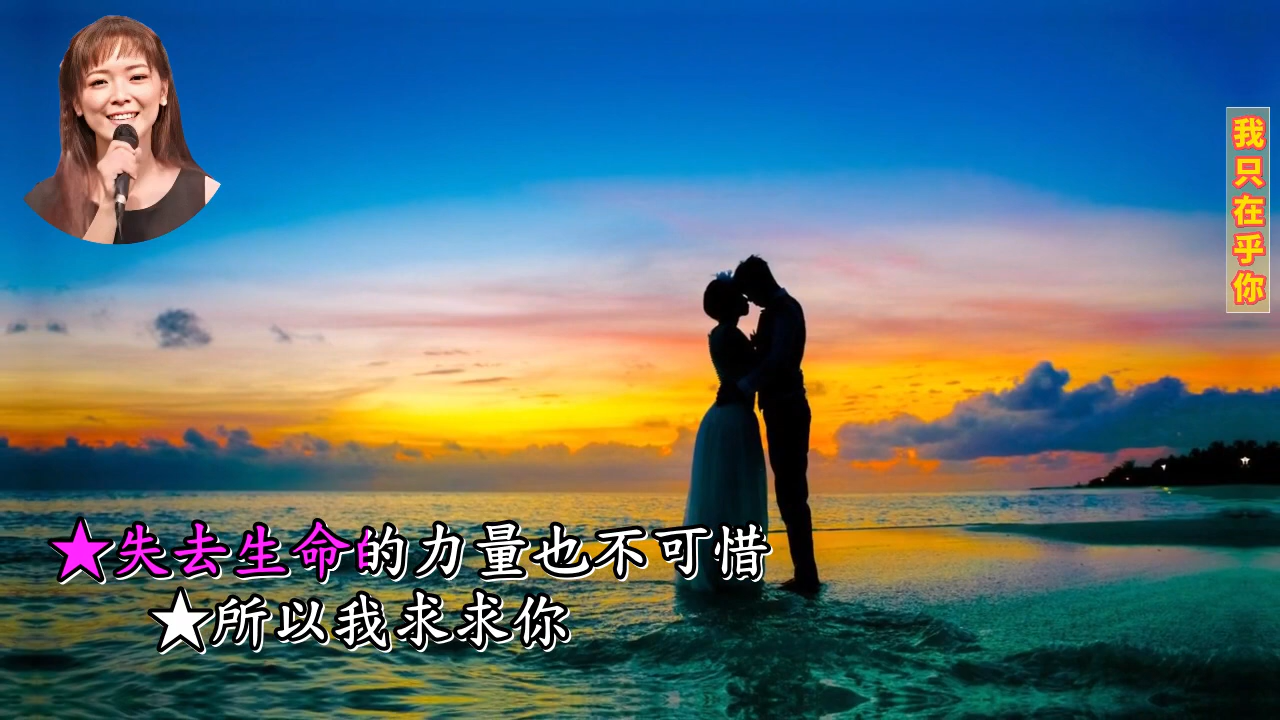 我只在乎你
★失去生命的力量也不可惜
★所以我求求你